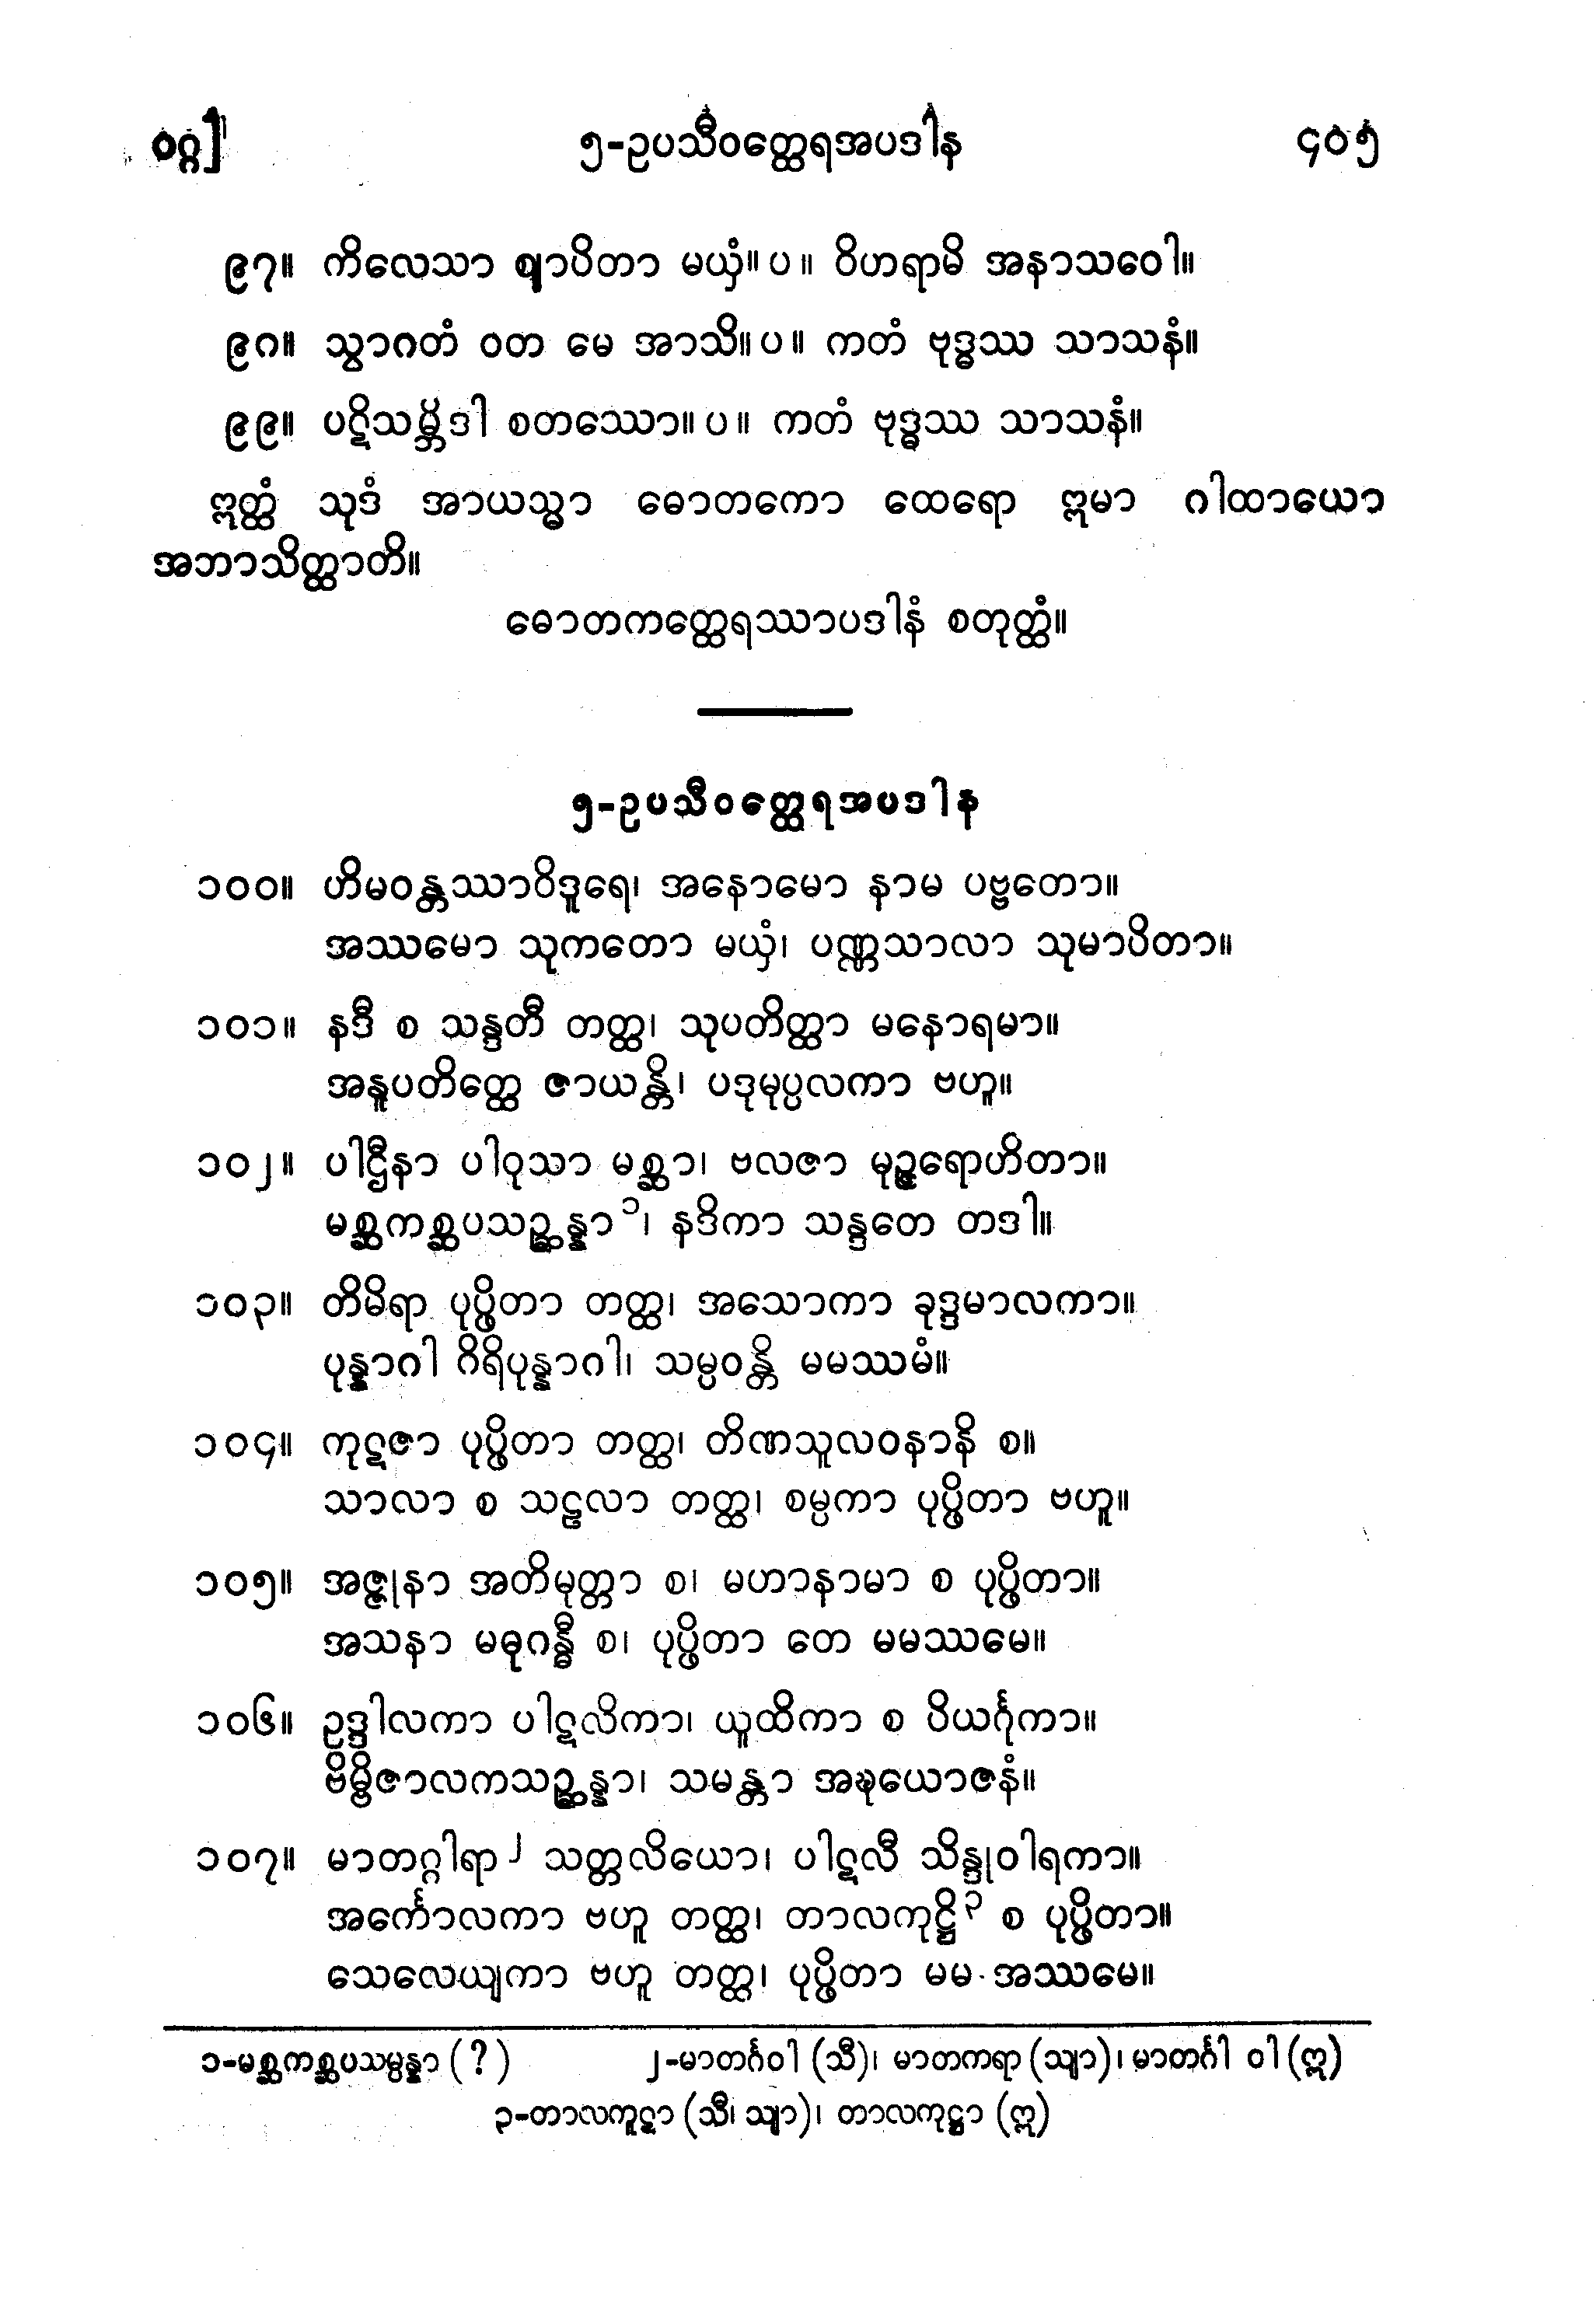 ဝဂ္ဂ]
၅-ဥပသီဝတ္ထေရအပဒါန
၄၀၅
၉၇။ ကိလေသာ ဈာပိတာ မယှံ။ပ။ ဝိဟရာမိ အနာသဝေါ။
၉၈။ သွာဂတံ ဝတ မေ အာသိ။ပ။ ကတံ ဗုဒ္ဓဿ သာသနံ။
၉၉။ ပဋိသမ္ဘိဒါ စတဿော။ပ။ ကတံ ဗုဒ္ဓဿ သာသနံ။
ဣတ္ထံ သုဒံ အာယသ္မာ ဓောတကော ထေရော ဣမာ ဂါထာယော
အဘာသိတ္ထာတိ။
ဓောတကတ္ထေရဿာပဒါနံ စတုတ္ထံ။
၅-ဥပသီဝတ္ထေရအပဒါန
၁၀၀။ ဟိမဝန္တဿာဝိဒူရေ၊ အနောမော နာမ ပဗ္ဗတော။
အဿမော သုကတော မယှံ၊ ပဏ္ဏသာလာ သုမာပိတာ။
၁၀၁။ နဒီ စ သန္ဒတီ တတ္ထ၊ သုပတိတ္ထာ မနောရမာ။
အနူပတိတ္ထေ ဇာယန္တိ၊ ပဒုမုပ္ပလကာ ဗဟူ။
၁၀၂။ ပါဌီနာ ပါဝုသာ မစ္ဆာ၊ ဗလဇာ မုဉ္ဇရောဟိတာ။
မစ္ဆကစ္ဆပသဉ္ဆန္နာ၁၊ နဒိကာ သန္ဒတေ တဒါ။
၁၀၃။ တိမိရာ ပုပ္ဖိတာ တတ္ထ၊ အသောကာ ခုဒ္ဒမာလကာ။
ပုန္နာဂါ ဂိရိပုန္နာဂါ၊ သမ္ပဝန္တိ မမဿမံ။
၁၀၄။ ကုဋဇာ ပုပ္ဖိတာ တတ္ထ၊ တိဏသူလဝနာနိ စ။
သာလာ စ သဠလာ တတ္ထ၊ စမ္ပကာ ပုပ္ဖိတာ ဗဟူ။
၁၀၅။ အဇ္ဇုနာ အတိမုတ္တာ စ၊ မဟာနာမာ စ ပုပ္ဖိတာ။
အသနာ မဓုဂန္ဓီ စ၊ ပုပ္ဖိတာ တေ မမဿမေ။
၁၀၆။ ဥဒ္ဒါလကာ ပါဋလိကာ၊ ယူထိကာ စ ပိယင်္ဂုကာ။
ဗိမ္ဗိဇာလကသဉ္ဆန္နာ၊ သမန္တာ အဍ္ဎယောဇနံ။
၁၀၇။ မာတဂ္ဂါရာ၂ သတ္တလိယော၊ ပါဋလီ သိန္ဒုဝါရကာ။
အင်္ကောလကာ ဗဟူ တတ္ထ၊ တာလကုဋ္ဌိ၃ စ ပုပ္ဖိတာ။
သေလေယျကာ ဗဟူ တတ္ထ၊ ပုပ္ဖိတာ မမ အဿမေ။
၁-မစ္ဆကစ္ဆပသမ္ပန္နာ (?) ၂-မာတင်္ဂဝါ (သီ)၊ မာတကရာ (သျာ)၊ မာတင်္ဂါ ဝါ (ဣ)
၃-တာလကူဋာ (သီ၊ သျာ)၊ တာလကုဋ္ဌာ (ဣ)